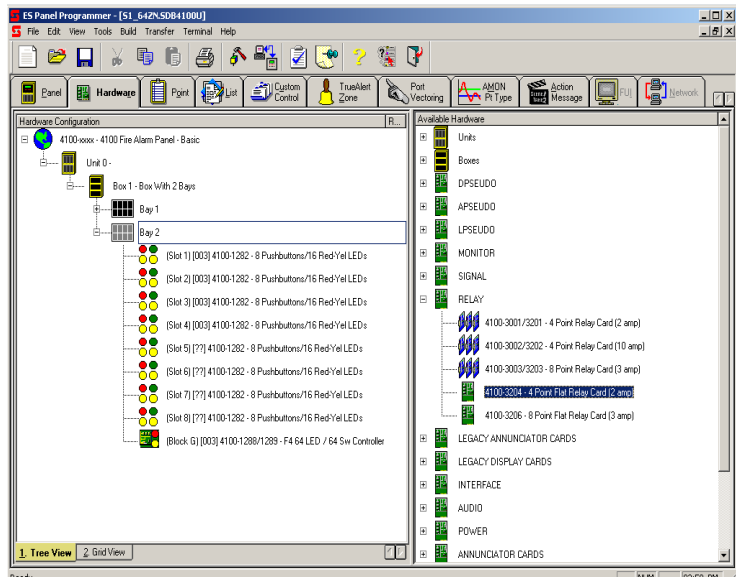 ES Panel Programmer - [S1_64ZN.SDB4100U]
File Edit View Tools Build Transfer Terminal Help
Panel Hardware Point List Custom Control TrueAlert Zone Port Vectoring AMON Pt Type Action Message FUI Network
Hardware Configuration R...
4100-xxxx - 4100 Fire Alarm Panel - Basic
Unit 0 -
Box 1 - Box With 2 Bays
Bay 1
Bay 2
(Slot 1) [003] 4100-1282 - 8 Pushbuttons/16 Red-Yel LEDs
(Slot 2) [003] 4100-1282 - 8 Pushbuttons/16 Red-Yel LEDs
(Slot 3) [003] 4100-1282 - 8 Pushbuttons/16 Red-Yel LEDs
(Slot 4) [003] 4100-1282 - 8 Pushbuttons/16 Red-Yel LEDs
(Slot 5) [??] 4100-1282 - 8 Pushbuttons/16 Red-Yel LEDs
(Slot 6) [??] 4100-1282 - 8 Pushbuttons/16 Red-Yel LEDs
(Slot 7) [??] 4100-1282 - 8 Pushbuttons/16 Red-Yel LEDs
(Slot 8) [??] 4100-1282 - 8 Pushbuttons/16 Red-Yel LEDs
(Block G) [003] 4100-1288/1289 - F4 64 LED / 64 Sw Controller
1. Tree View 2 Grid View
Available Hardware
Units
Boxes
DPSEUDO
APSEUDO
LPSEUDO
MONITOR
SIGNAL
RELAY
4100-3001/3201 - 4 Point Relay Card (2 amp)
4100-3002/3202 - 4 Point Relay Card (10 amp)
4100-3003/3203 - 8 Point Relay Card (3 amp)
4100-3204 - 4 Point Flat Relay Card (2 amp)
4100-3206 - 8 Point Flat Relay Card (3 amp)
LEGACY ANNUNCIATOR CARDS
LEGACY DISPLAY CARDS
INTERFACE
AUDIO
POWER
ANNUNCIATOR CARDS
Ready NUM